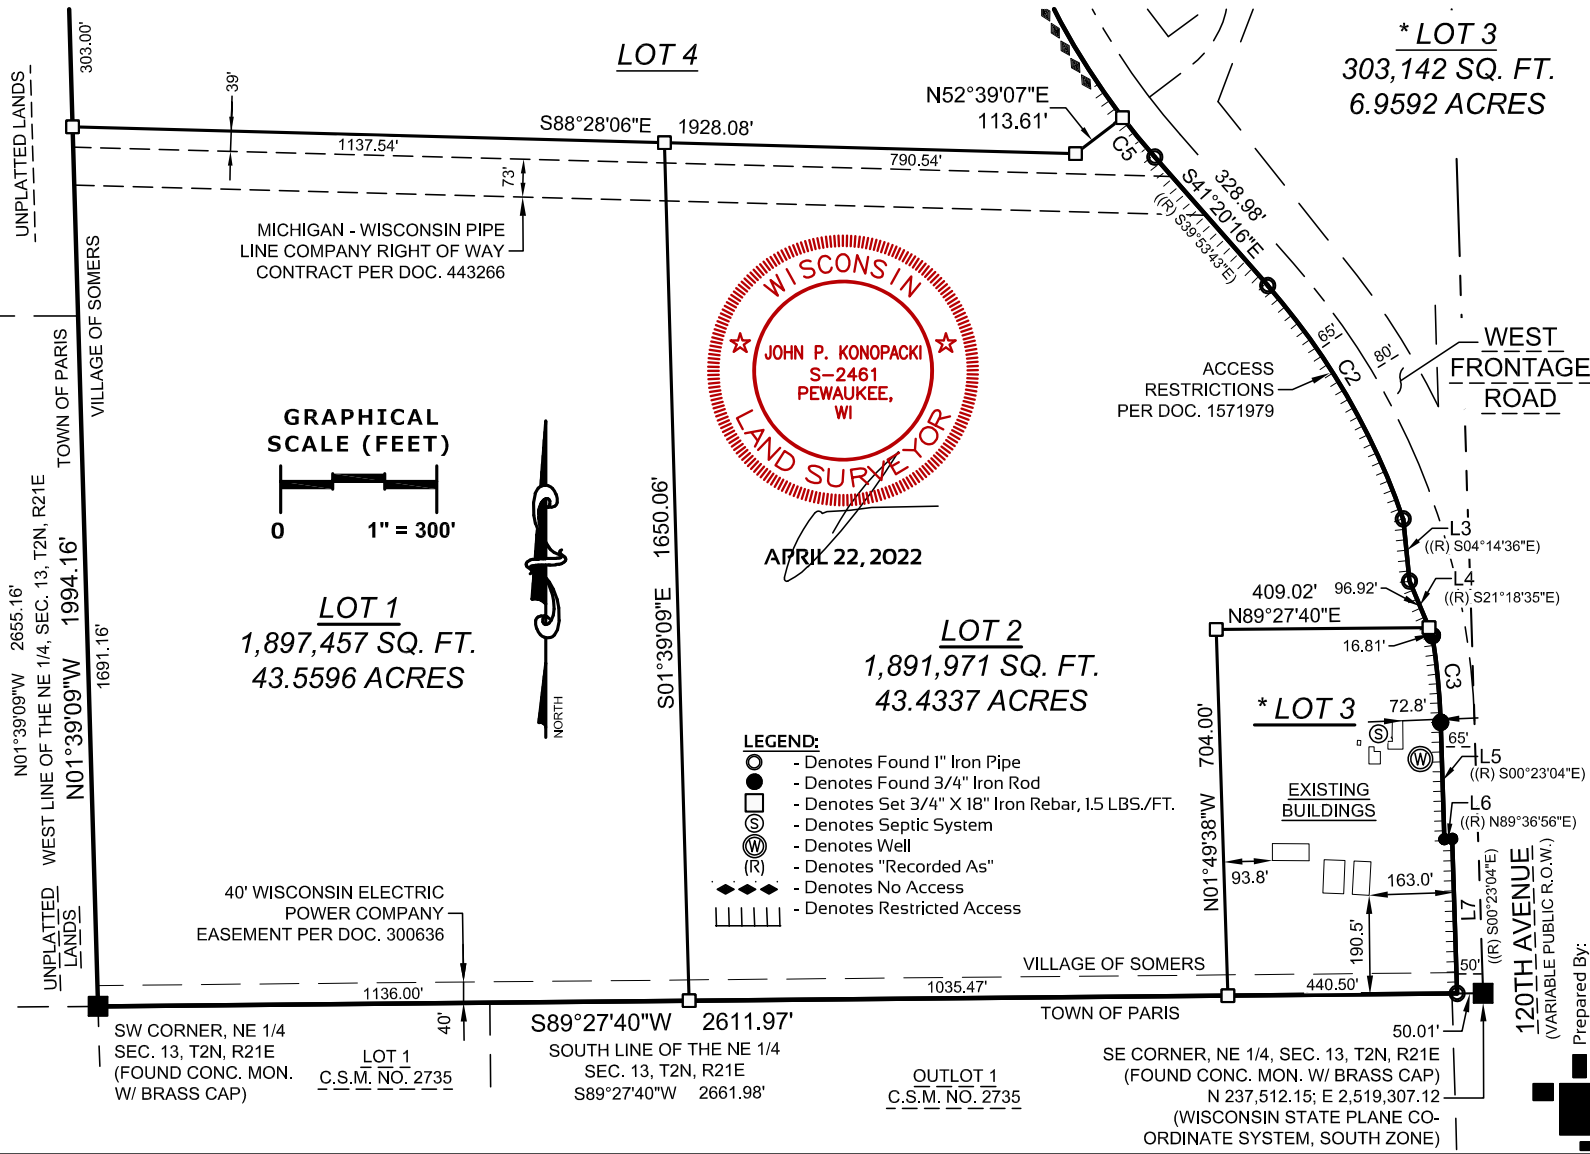 303.00'
UNPLATTED LANDS
39'
LOT 4
* LOT 3
303,142 SQ. FT.
6.9592 ACRES
N52°39'07"E
113.61'
S88°28'06"E
1928.08'
1137.54'
790.54'
C5
73'
328.98'
S41°20'16"E
((R) S39°53'43"E)
MICHIGAN - WISCONSIN PIPE
LINE COMPANY RIGHT OF WAY
CONTRACT PER DOC. 443266
VILLAGE OF SOMERS
TOWN OF PARIS
WISCONSIN
JOHN P. KONOPACKI
S-2461
PEWAUKEE,
WI
LAND SURVEYOR
APRIL 22, 2022
65'
80'
C2
WEST
FRONTAGE
ROAD
ACCESS
RESTRICTIONS
PER DOC. 1571979
GRAPHICAL
SCALE (FEET)
0
1" = 300'
NORTH
N01°39'09"W 2655.16'
WEST LINE OF THE NE 1/4, SEC. 13, T2N, R21E
N01°39'09"W 1994.16'
1691.16'
LOT 1
1,897,457 SQ. FT.
43.5596 ACRES
S01°39'09"E 1650.06'
LOT 2
1,891,971 SQ. FT.
43.4337 ACRES
L3
((R) S04°14'36"E)
L4
((R) S21°18'35"E)
409.02'
96.92'
N89°27'40"E
16.81'
C3
* LOT 3
72.8'
S
W
65'
L5
((R) S00°23'04"E)
L6
((R) N89°36'56"E)
EXISTING
BUILDINGS
N01°49'38"W 704.00'
93.8'
163.0'
190.5'
L7
((R) S00°23'04"E)
50'
120TH AVENUE
(VARIABLE PUBLIC R.O.W.)
Prepared By:
LEGEND:
- Denotes Found 1" Iron Pipe
- Denotes Found 3/4" Iron Rod
- Denotes Set 3/4" X 18" Iron Rebar, 1.5 LBS./FT.
S - Denotes Septic System
W - Denotes Well
(R) - Denotes "Recorded As"
- Denotes No Access
- Denotes Restricted Access
UNPLATTED
LANDS
40' WISCONSIN ELECTRIC
POWER COMPANY
EASEMENT PER DOC. 300636
VILLAGE OF SOMERS
1136.00'
1035.47'
440.50'
TOWN OF PARIS
40'
S89°27'40"W 2611.97'
SOUTH LINE OF THE NE 1/4
SEC. 13, T2N, R21E
S89°27'40"W 2661.98'
50.01'
SW CORNER, NE 1/4
SEC. 13, T2N, R21E
(FOUND CONC. MON.
W/ BRASS CAP)
LOT 1
C.S.M. NO. 2735
OUTLOT 1
C.S.M. NO. 2735
SE CORNER, NE 1/4, SEC. 13, T2N, R21E
(FOUND CONC. MON. W/ BRASS CAP)
N 237,512.15; E 2,519,307.12
(WISCONSIN STATE PLANE CO-
ORDINATE SYSTEM, SOUTH ZONE)